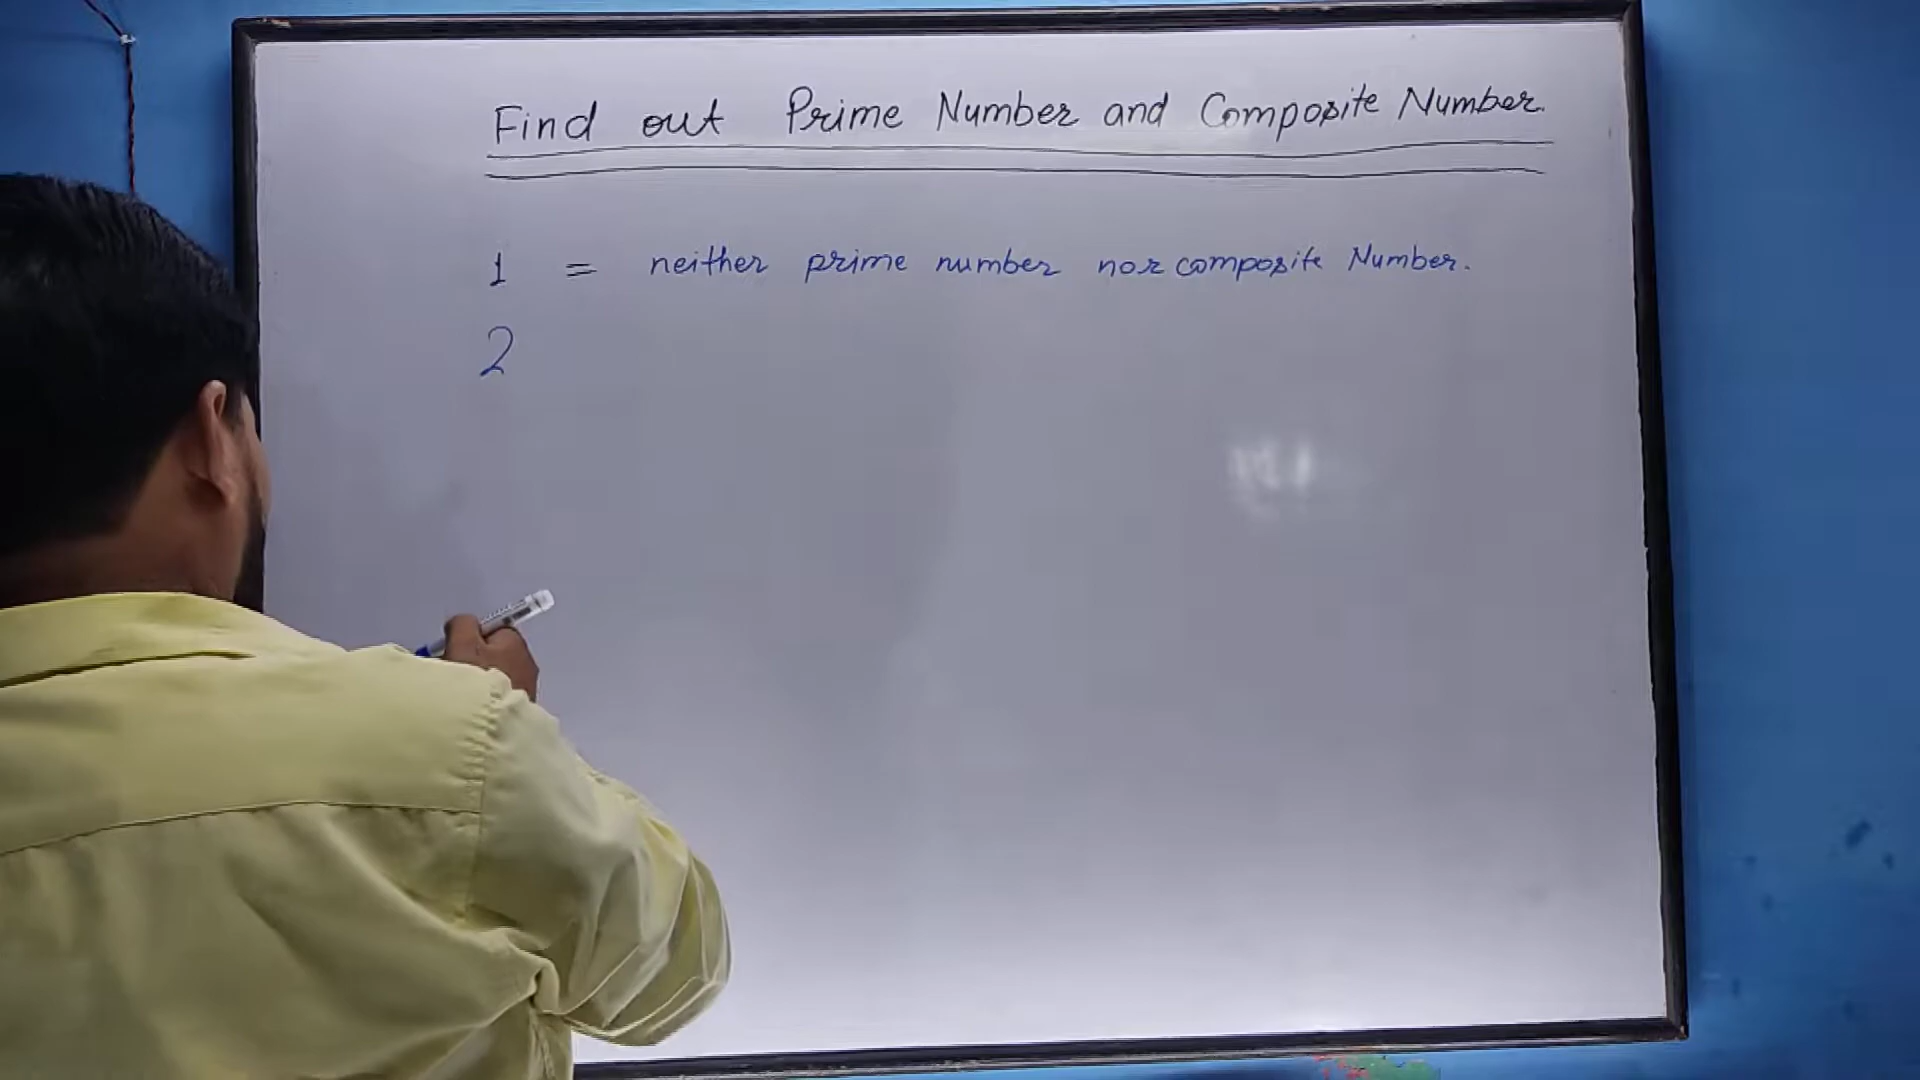 Find out Prime Number and Composite Number.
1 = neither prime number nor composite Number.
2